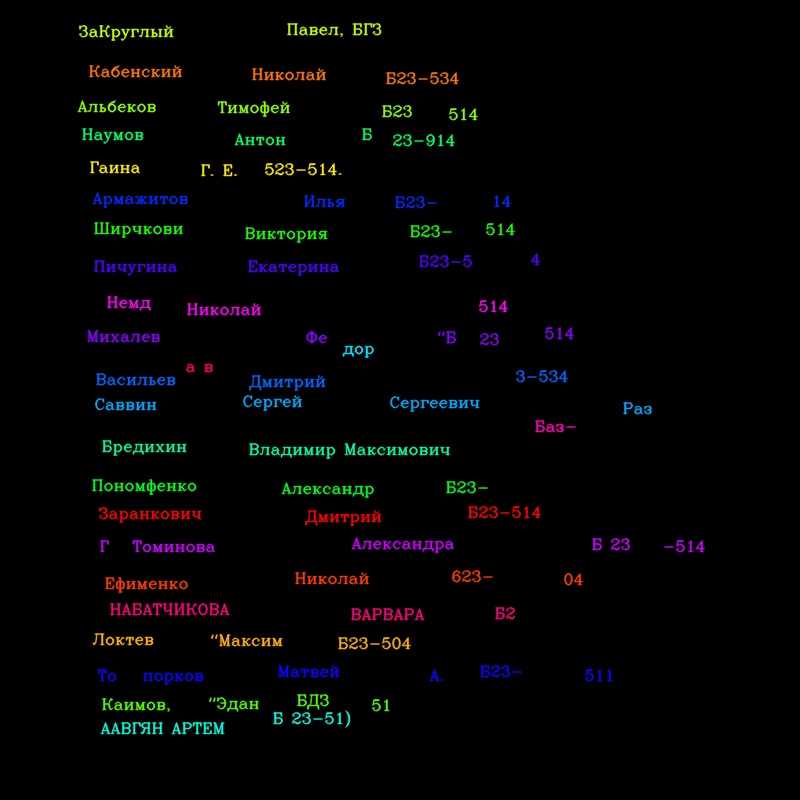 ЗаКруглый Павел, БГЗ
Кабенский Николай Б23-534
Альбеков Тимофей Б23 514
Наумов Антон Б 23-914
Гаина Г. Е. 523-514.
Армажитов Илья Б23- 14
Ширчкови Виктория Б23- 514
Пичугина Екатерина Б23-5 4
Немд Николай 514
Михалев Фе "Б 23 514
дор
а в
Васильев Дмитрий 3-534
Саввин Сергей Сергеевич Раз
Баз-
Бредихин Владимир Максимович
Пономфенко Александр Б23-
Заранкович Дмитрий Б23-514
Г Томинова Александра Б 23 -514
Ефименко Николай 623- 04
НАБАТЧИКОВА ВАРВАРА Б2
Локтев "Максим Б23-504
То порков Матвей А. Б23- 511
Каимов, "Эдан БДЗ 51
Б 23-51)
ААВГЯН АРТЕМ